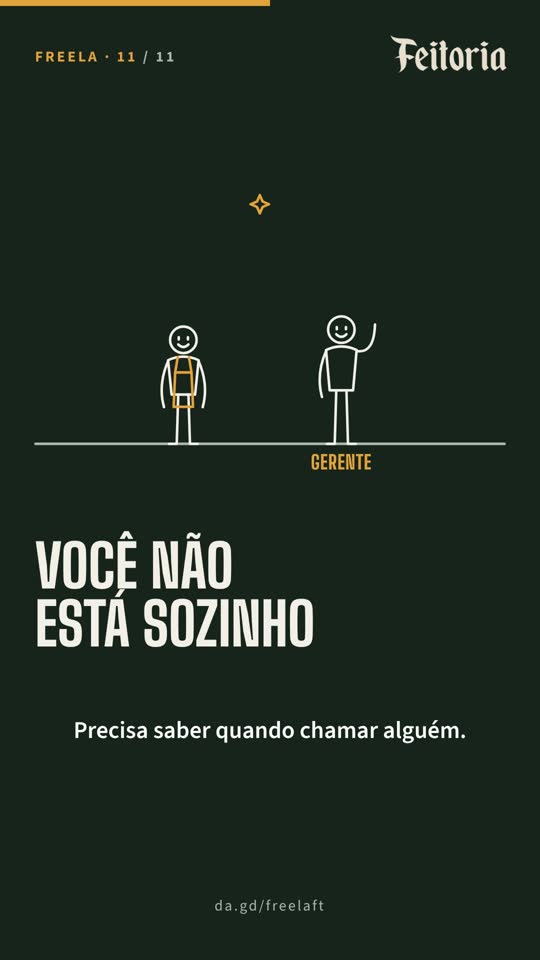 FREELA · 11 / 11
Feitoria
GERENTE
VOCÊ NÃO
ESTÁ SOZINHO
Precisa saber quando chamar alguém.
da.gd/freelaft